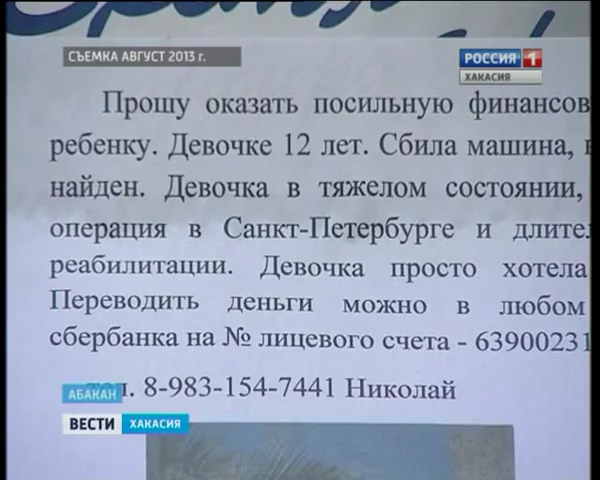 СЪЕМКА АВГУСТ 2013 г.
РОССИЯ 1
ХАКАСИЯ
Прошу оказать посильную финансов
ребенку. Девочке 12 лет. Сбила машина,
найден. Девочка в тяжелом состоянии,
операция в Санкт-Петербурге и длител
реабилитации. Девочка просто хотела
Переводить деньги можно в любом
сбербанка на № лицевого счета - 63900231
л. 8-983-154-7441 Николай
АБАКАН
ВЕСТИ ХАКАСИЯ